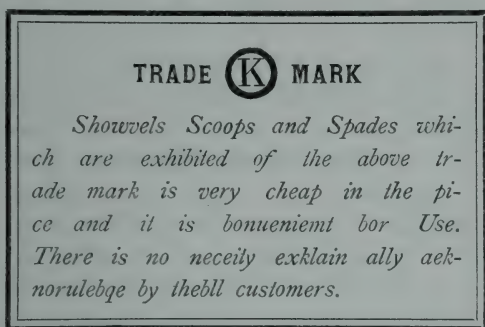 TRADE K MARK
Showvels Scoops and Spades whi-
ch are exhibited of the above tr-
ade mark is very cheap in the pi-
ce and it is bonueniemt bor Use.
There is no neceily exklain ally aek-
norulebqe by thebll customers.